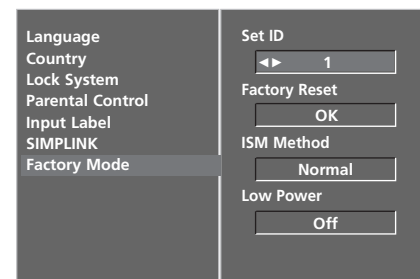 Language
Country
Lock System
Parental Control
Input Label
SIMPLINK
Factory Mode
Set ID
◀▶ 1
Factory Reset
OK
ISM Method
Normal
Low Power
Off